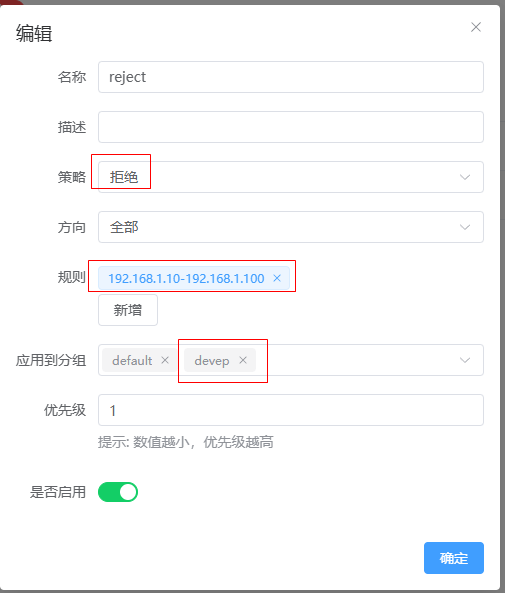 编辑
名称 reject
描述
策略 拒绝
方向 全部
规则 192.168.1.10-192.168.1.100
新增
应用到分组 default devep
优先级 1
提示: 数值越小，优先级越高
是否启用
确定